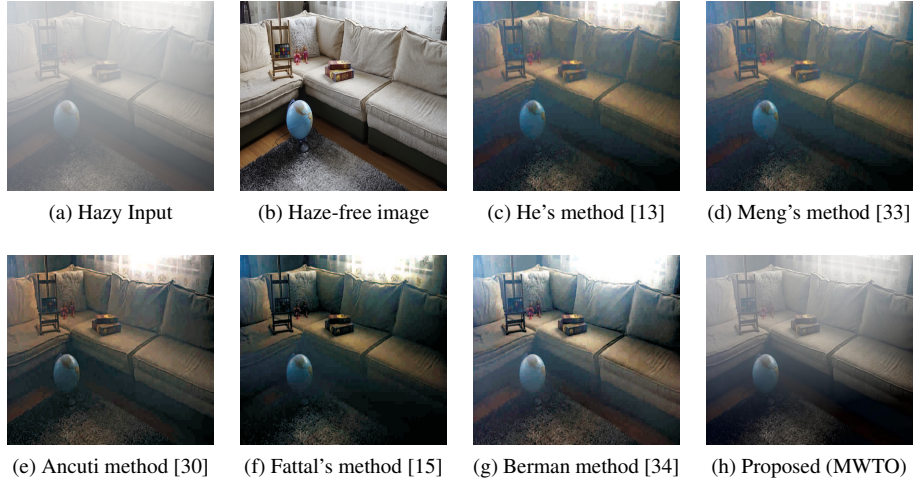 (a) Hazy Input
(b) Haze-free image
(c) He's method [13]
(d) Meng's method [33]
(e) Ancuti method [30]
(f) Fattal's method [15]
(g) Berman method [34]
(h) Proposed (MWTO)